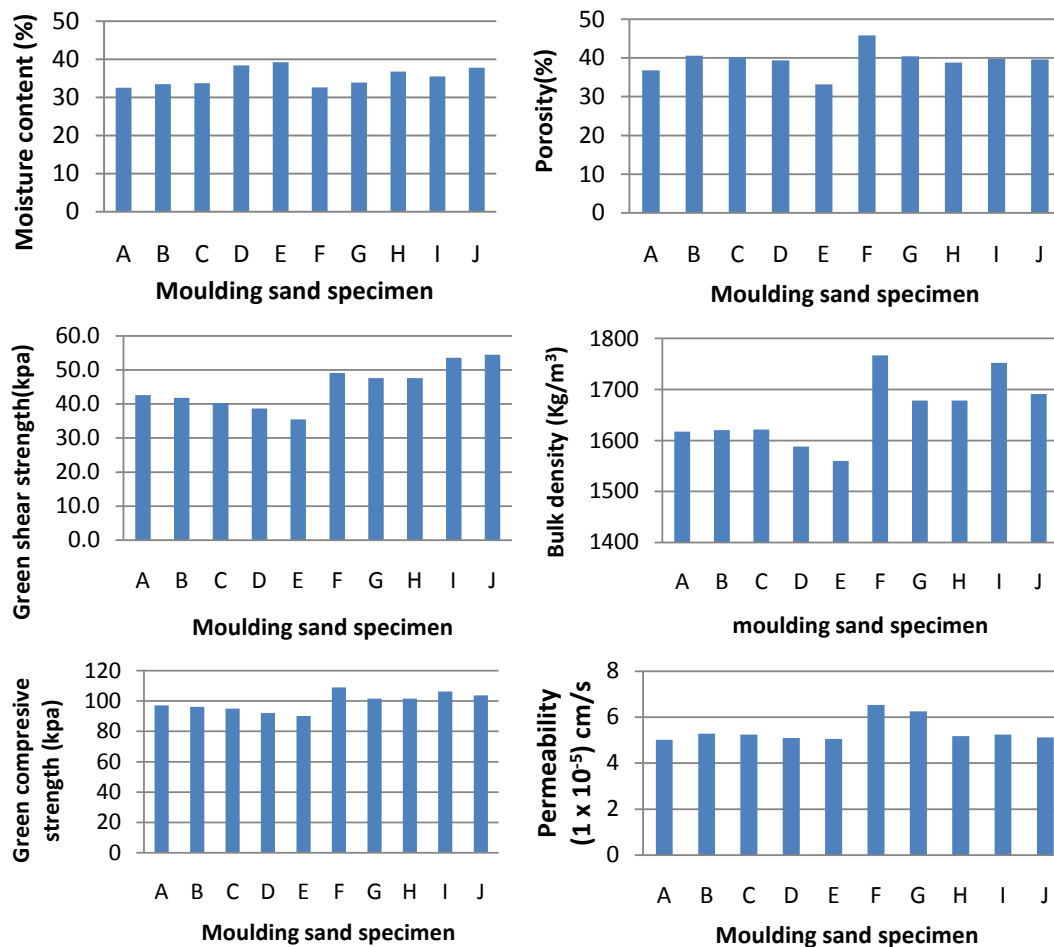 Moisture content (%)
50
40
30
20
10
0
A B C D E F G H I J
Moulding sand specimen
Porosity(%)
50
40
30
20
10
0
A B C D E F G H I J
Moulding sand specimen
Green shear strength(kpa)
60.0
50.0
40.0
30.0
20.0
10.0
0.0
A B C D E F G H I J
Moulding sand specimen
Bulk density (Kg/m³)
1800
1700
1600
1500
1400
A B C D E F G H I J
moulding sand specimen
Green compresive
strength (kpa)
120
100
80
60
40
20
0
A B C D E F G H I J
Moulding sand specimen
Permeability
(1 x 10⁻⁵) cm/s
8
6
4
2
0
A B C D E F G H I J
Moulding sand specimen